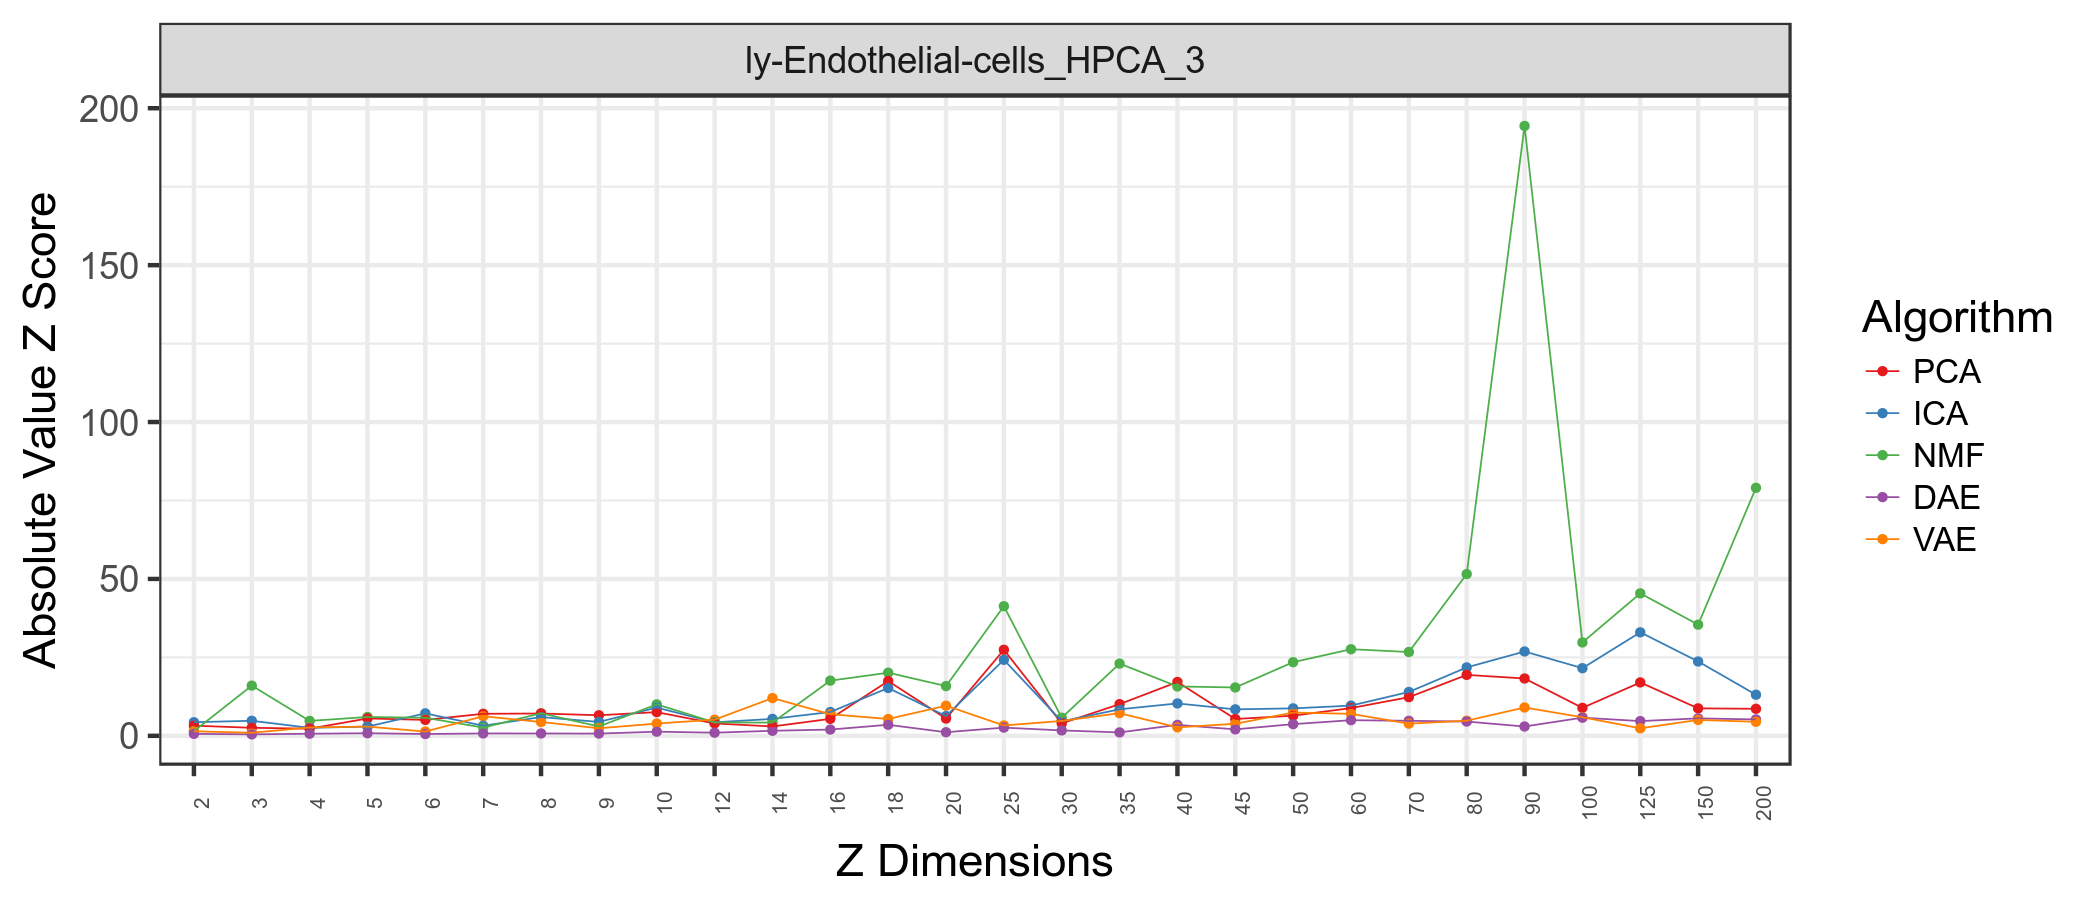 ly-Endothelial-cells_HPCA_3
Absolute Value Z Score
200
150
100
50
0
2 3 4 5 6 7 8 9 10 12 14 16 18 20 25 30 35 40 45 50 60 70 80 90 100 125 150 200
Z Dimensions
Algorithm
PCA
ICA
NMF
DAE
VAE